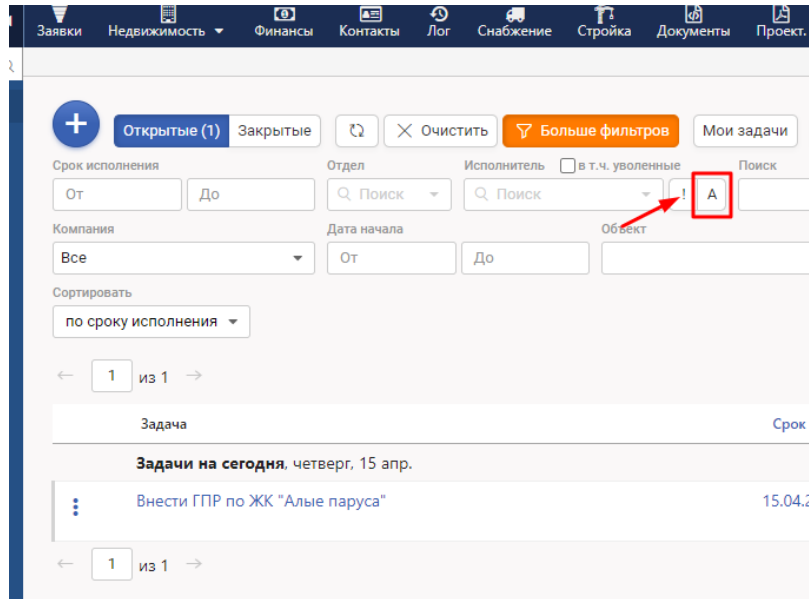 Заявки Недвижимость Финансы Контакты Лог Снабжение Стройка Документы Проект.
Открытые (1) Закрытые Очистить Больше фильтров Мои задачи
Срок исполнения Отдел Исполнитель в т.ч. уволенные Поиск
От До Поиск Поиск ! A
Компания Дата начала Объект
Все От До
Сортировать
по сроку исполнения
1 из 1
Задача Срок
Задачи на сегодня, четверг, 15 апр.
Внести ГПР по ЖК "Алые паруса" 15.04.2
1 из 1